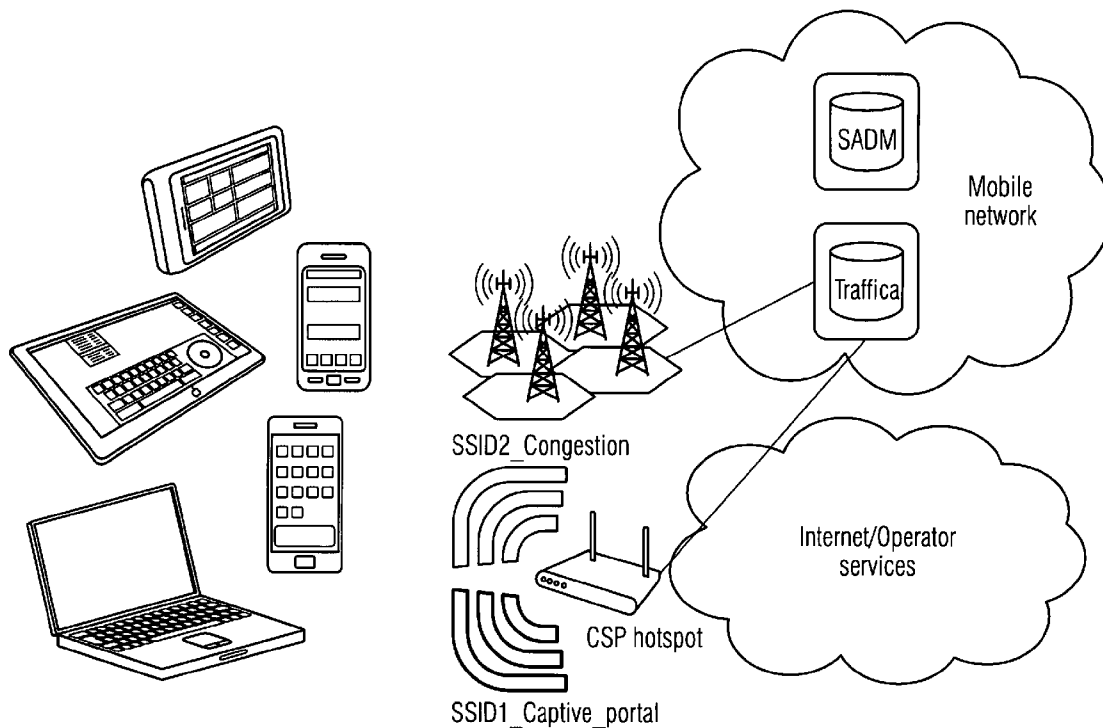 SADM
Mobile
network
Traffica
SSID2_Congestion
Internet/Operator
services
CSP hotspot
SSID1_Captive_portal